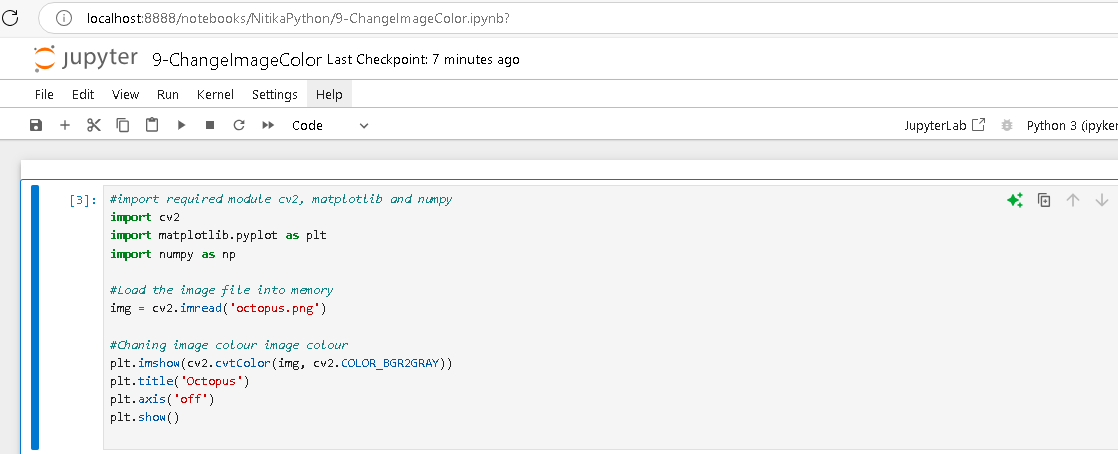 localhost:8888/notebooks/NitikaPython/9-ChangeImageColor.ipynb?
jupyter 9-ChangeImageColor Last Checkpoint: 7 minutes ago
File Edit View Run Kernel Settings Help
Code JupyterLab Python 3 (ipyker
[3]: #import required module cv2, matplotlib and numpy
import cv2
import matplotlib.pyplot as plt
import numpy as np
#Load the image file into memory
img = cv2.imread('octopus.png')
#Chaning image colour image colour
plt.imshow(cv2.cvtColor(img, cv2.COLOR_BGR2GRAY))
plt.title('Octopus')
plt.axis('off')
plt.show()